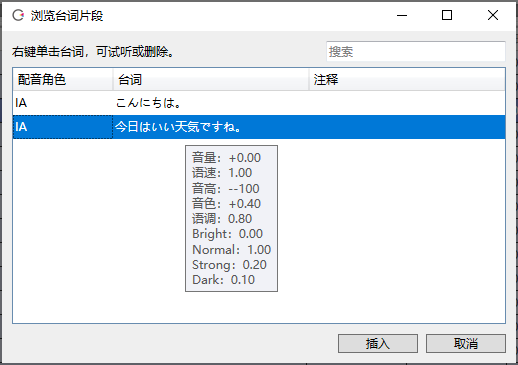 浏览台词片段
右键单击台词，可试听或删除。
搜索
配音角色 台词 注释
IA こんにちは。
IA 今日はいい天気ですね。
音量：+0.00
语速：1.00
音高：--100
音色：+0.40
语调：0.80
Bright：0.00
Normal：1.00
Strong：0.20
Dark：0.10
插入 取消